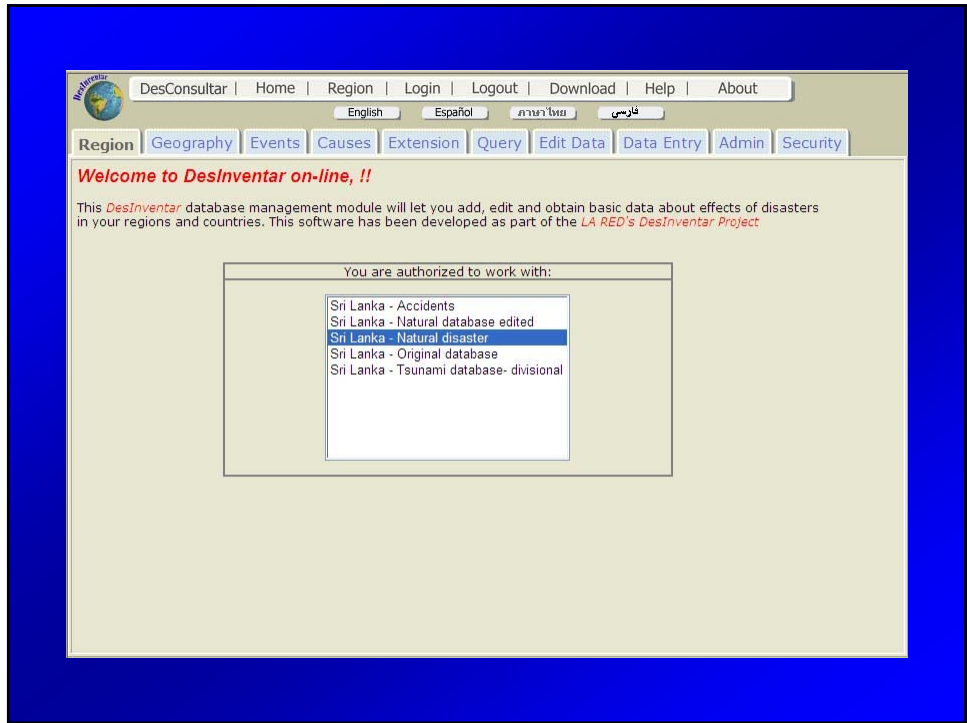 DesInventar
DesConsultar | Home | Region | Login | Logout | Download | Help | About
English Español ภาษาไทย فارسی
Region Geography Events Causes Extension Query Edit Data Data Entry Admin Security
Welcome to DesInventar on-line, !!
This DesInventar database management module will let you add, edit and obtain basic data about effects of disasters
in your regions and countries. This software has been developed as part of the LA RED's DesInventar Project
You are authorized to work with:
Sri Lanka - Accidents
Sri Lanka - Natural database edited
Sri Lanka - Natural disaster
Sri Lanka - Original database
Sri Lanka - Tsunami database- divisional